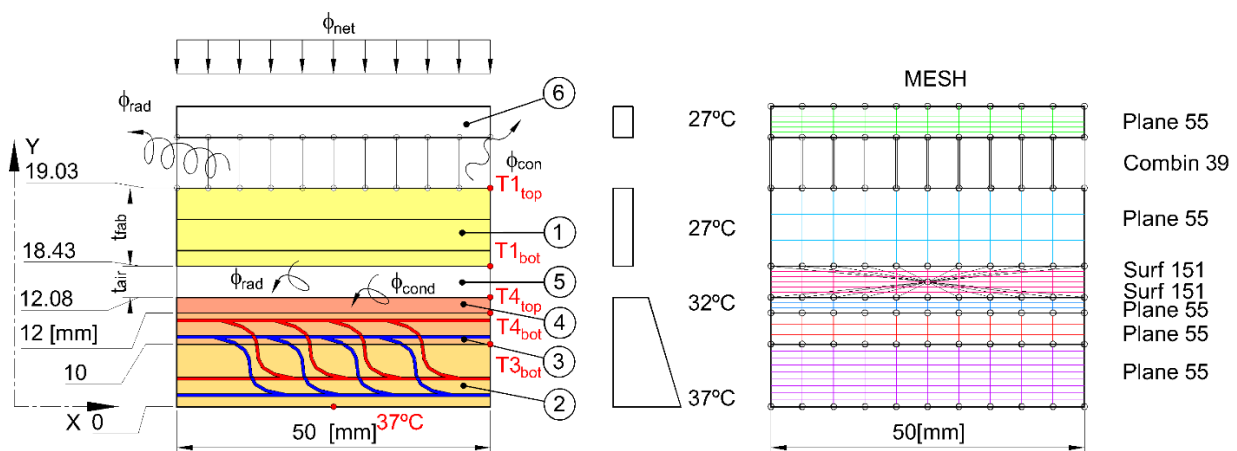 ϕnet
ϕrad
6
Y
19.03
ϕcon
T1top
tfab
1
18.43
T1bot
tair
ϕrad
ϕcond
5
12.08
T4top
4
12 [mm]
T4bot
3
10
T3bot
2
X 0
37ºC
50 [mm]
27ºC
27ºC
32ºC
37ºC
MESH
Plane 55
Combin 39
Plane 55
Surf 151
Surf 151
Plane 55
Plane 55
Plane 55
50[mm]